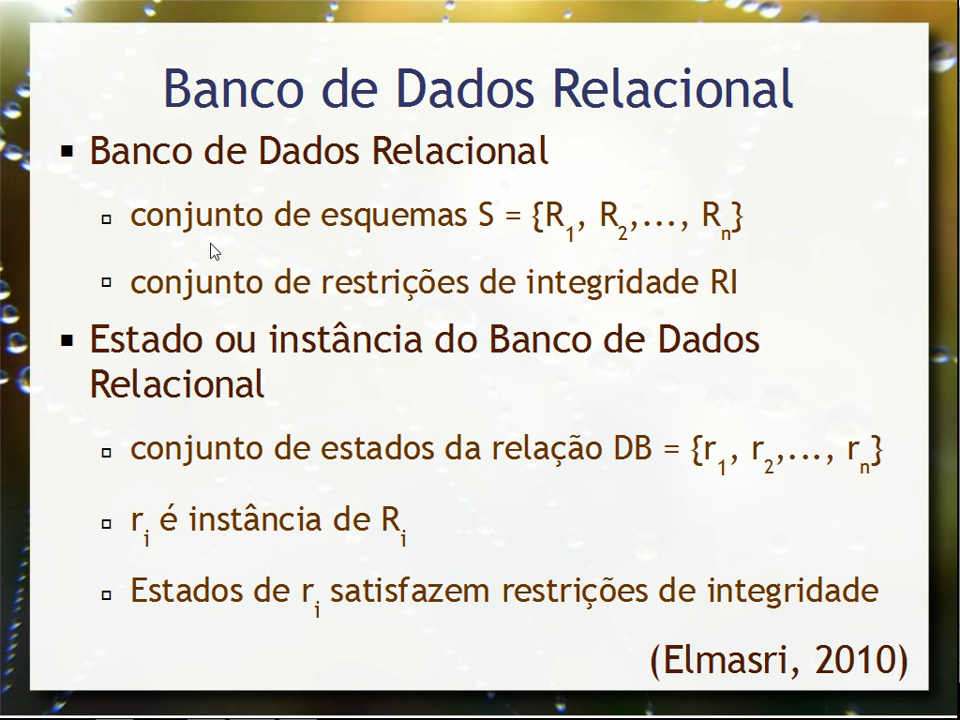 Banco de Dados Relacional
▪ Banco de Dados Relacional
▫ conjunto de esquemas S = {R₁, R₂,..., Rₙ}
▫ conjunto de restrições de integridade RI
▪ Estado ou instância do Banco de Dados
Relacional
▫ conjunto de estados da relação DB = {r₁, r₂,..., rₙ}
▫ rᵢ é instância de Rᵢ
▫ Estados de rᵢ satisfazem restrições de integridade
(Elmasri, 2010)